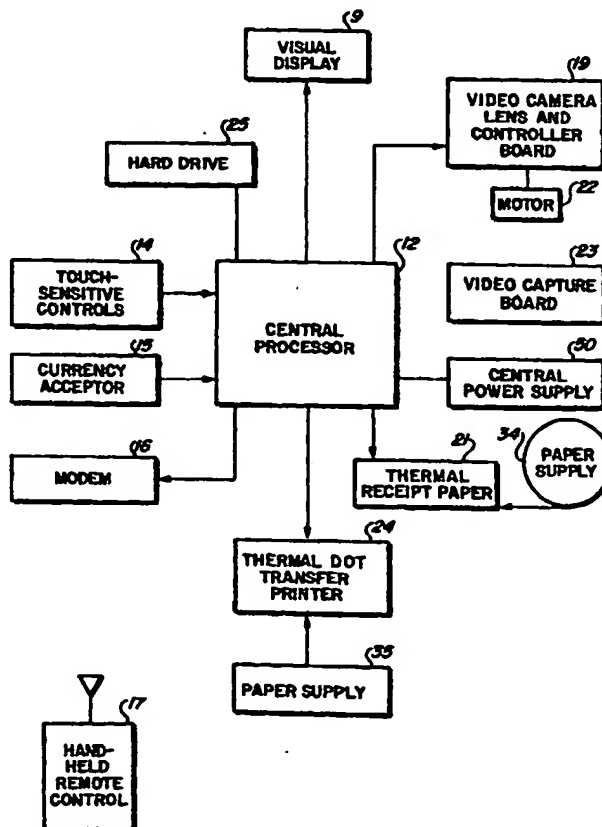 9
VISUAL
DISPLAY
19
VIDEO CAMERA
LENS AND
CONTROLLER
BOARD
25
HARD DRIVE
MOTOR
22
14
TOUCH-
SENSITIVE
CONTROLS
12
CENTRAL
PROCESSOR
23
VIDEO CAPTURE
BOARD
15
CURRENCY
ACCEPTOR
50
CENTRAL
POWER SUPPLY
16
MODEM
21
THERMAL
RECEIPT PAPER
34
PAPER
SUPPLY
24
THERMAL DOT
TRANSFER
PRINTER
35
PAPER SUPPLY
17
HAND-
HELD
REMOTE
CONTROL